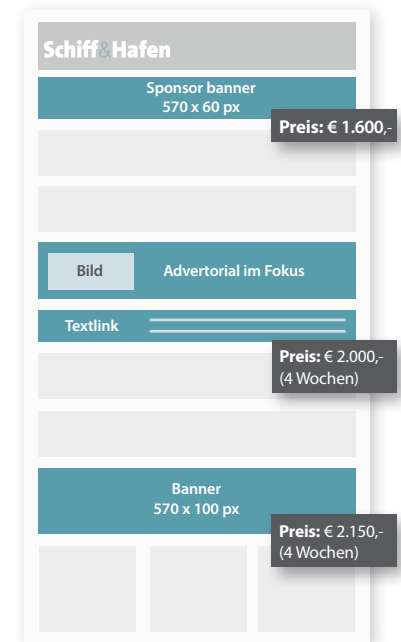 Schiff&Hafen
Sponsor banner
570 x 60 px
Preis: € 1.600,-
Bild
Advertorial im Fokus
Textlink
Preis: € 2.000,-
(4 Wochen)
Banner
570 x 100 px
Preis: € 2.150,-
(4 Wochen)